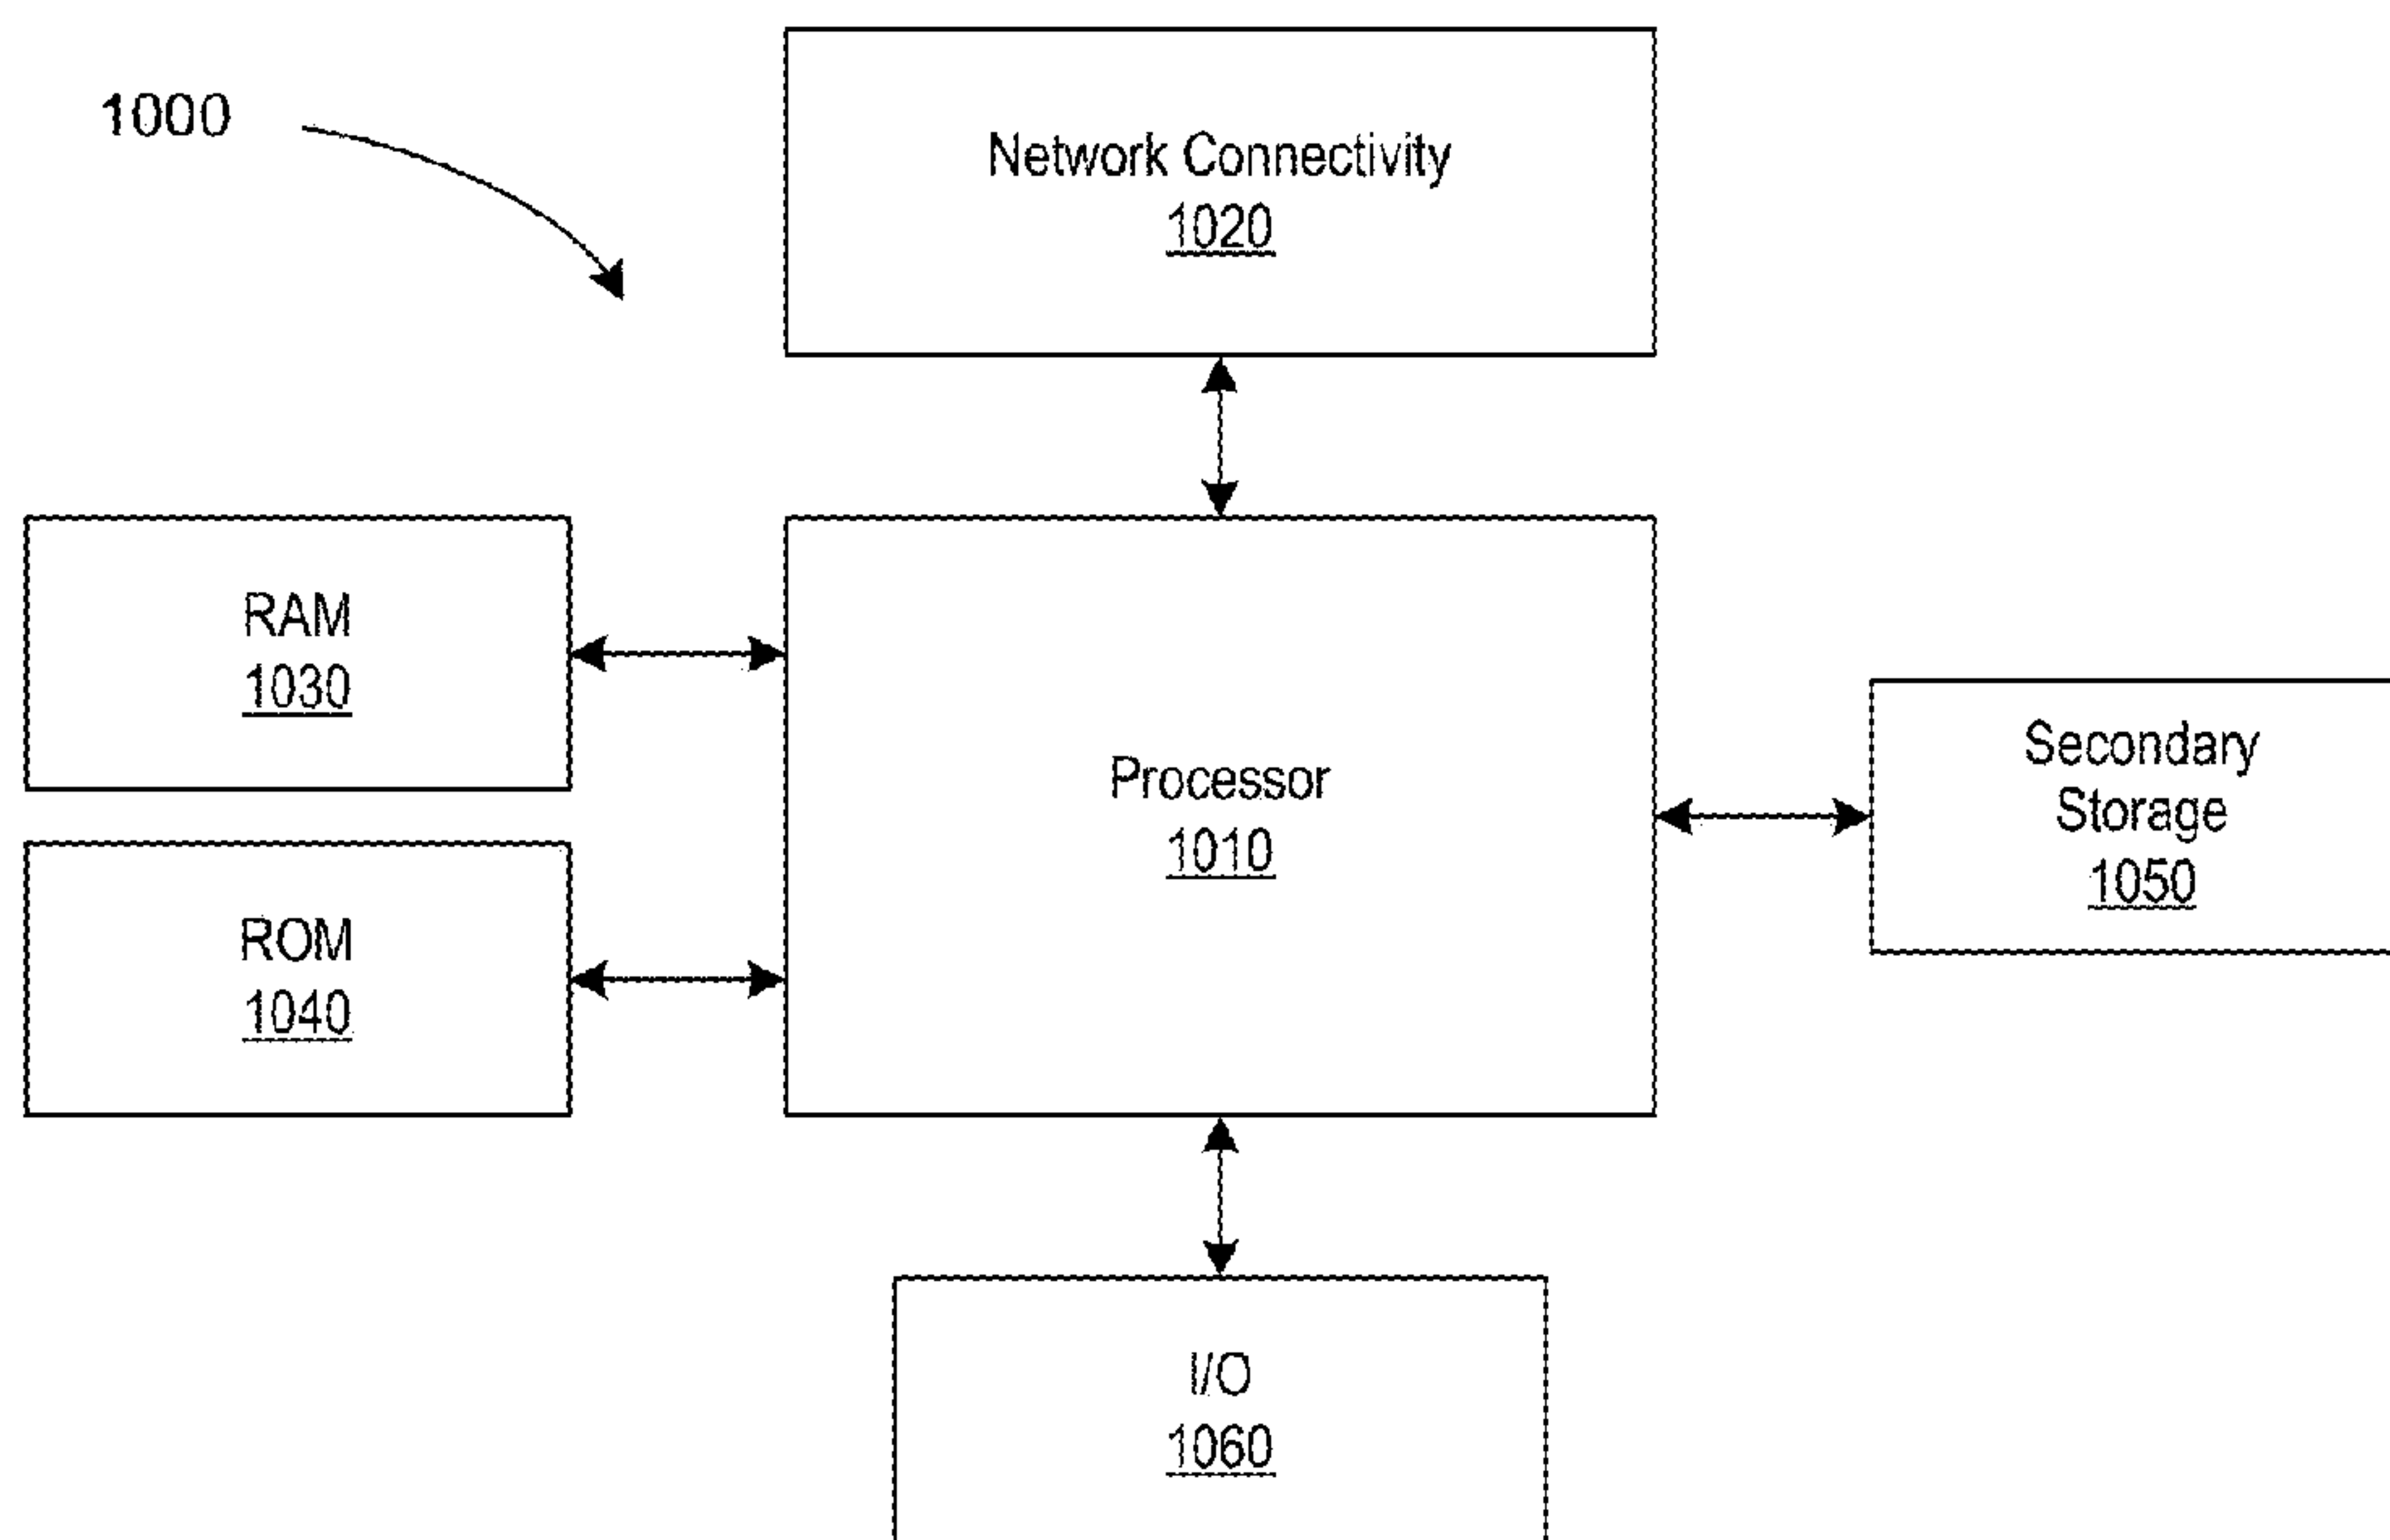 1000
Network Connectivity
1020
RAM
1030
Processor
1010
Secondary
Storage
1050
ROM
1040
I/O
1060